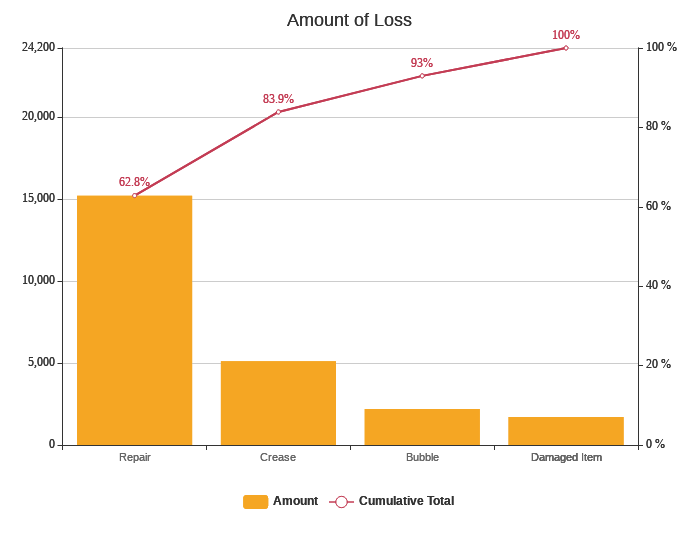 Amount of Loss
24,200
20,000
15,000
10,000
5,000
0
100 %
80 %
60 %
40 %
20 %
0 %
62.8%
83.9%
93%
100%
Repair
Crease
Bubble
Damaged Item
Amount
Cumulative Total